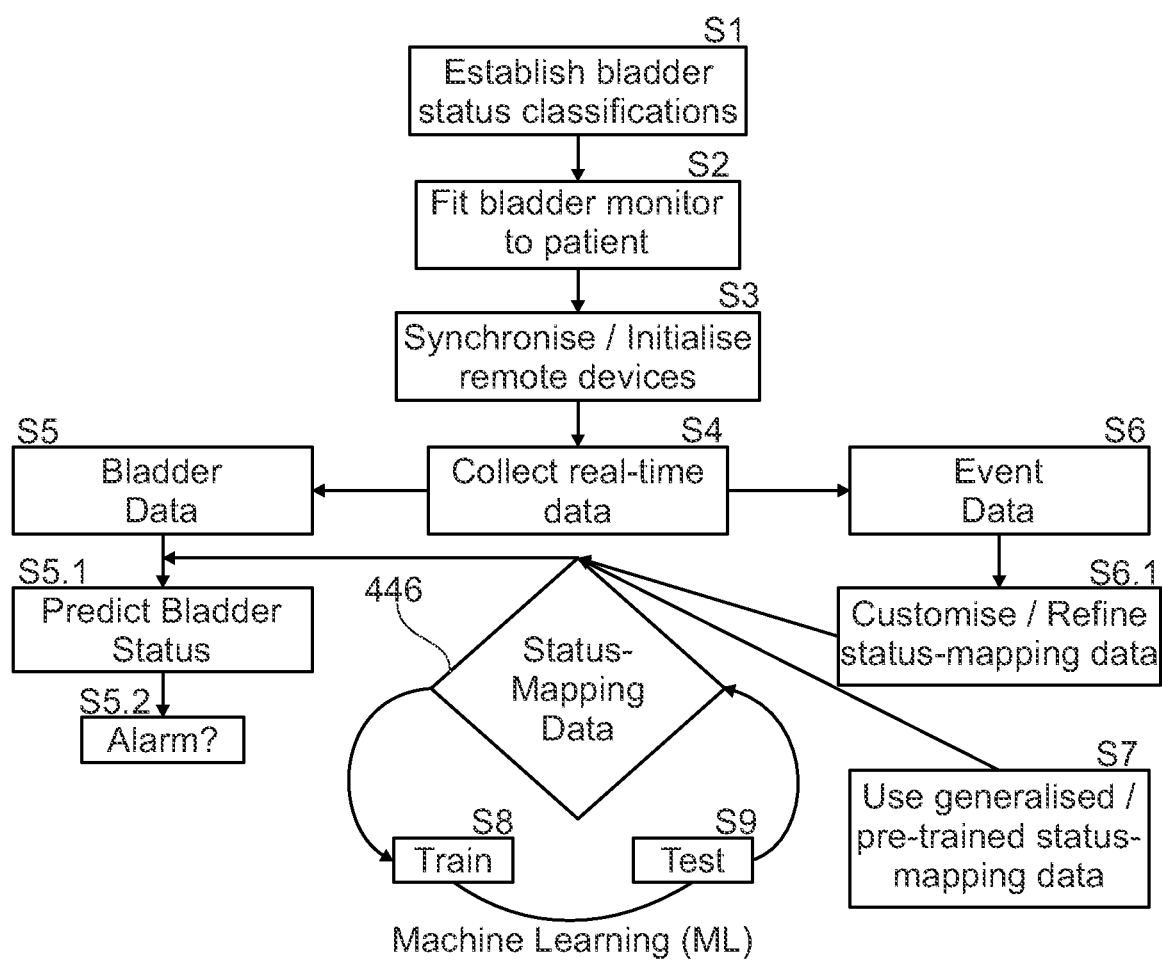 S1
Establish bladder
status classifications
S2
Fit bladder monitor
to patient
S3
Synchronise / Initialise
remote devices
S5
Bladder
Data
S4
Collect real-time
data
S6
Event
Data
S5.1
Predict Bladder
Status
446
Status-
Mapping
Data
S6.1
Customise / Refine
status-mapping data
S5.2
Alarm?
S7
Use generalised /
pre-trained status-
mapping data
S8
Train
S9
Test
Machine Learning (ML)